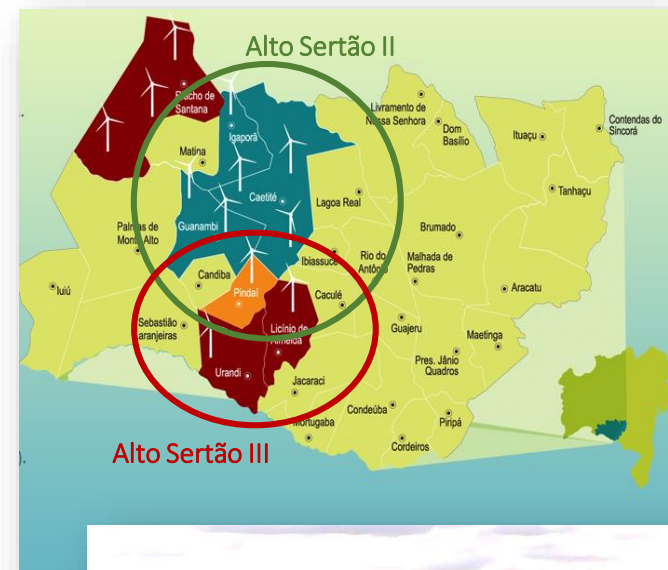 Alto Sertão II
Riacho de
Santana
Igaporã
Matina
Livramento de
Nossa Senhora
Dom
Basílio
Ituaçu
Contendas do
Sincorá
Tanhaçu
Caetité
Lagoa Real
Guanambi
Palmas de
Monte Alto
Brumado
Ibiassucê
Rio do
Antônio
Malhada de
Pedras
Iuiú
Candiba
Pindaí
Caculé
Aracatu
Sebastião
Laranjeiras
Licínio de
Almeida
Guajeru
Maetinga
Pres. Jânio
Quadros
Urandi
Jacaraci
Condeúba
Mortugaba
Piripá
Cordeiros
Alto Sertão III
).